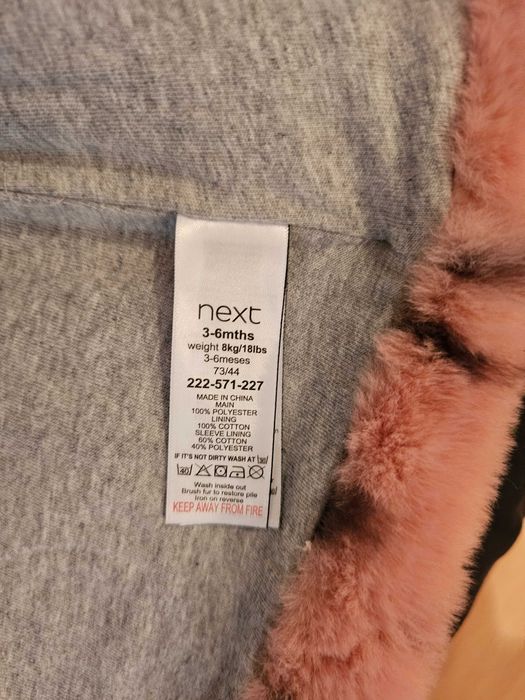 next
3-6mths
weight 8kg/18lbs
3-6meses
73/44
222-571-227
MADE IN CHINA
MAIN
100% POLYESTER
LINING
100% COTTON
SLEEVE LINING
60% COTTON
40% POLYESTER
IF IT'S NOT DIRTY WASH AT 30
40
Wash inside out
Brush fur to restore pile
Iron on reverse
KEEP AWAY FROM FIRE